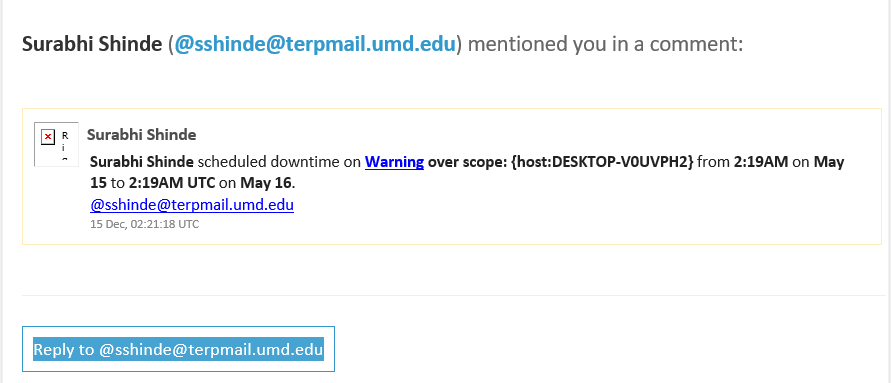 Surabhi Shinde (@sshinde@terpmail.umd.edu) mentioned you in a comment:
R
i
Surabhi Shinde
Surabhi Shinde scheduled downtime on Warning over scope: {host:DESKTOP-V0UVPH2} from 2:19AM on May
15 to 2:19AM UTC on May 16.
@sshinde@terpmail.umd.edu
15 Dec, 02:21:18 UTC
Reply to @sshinde@terpmail.umd.edu